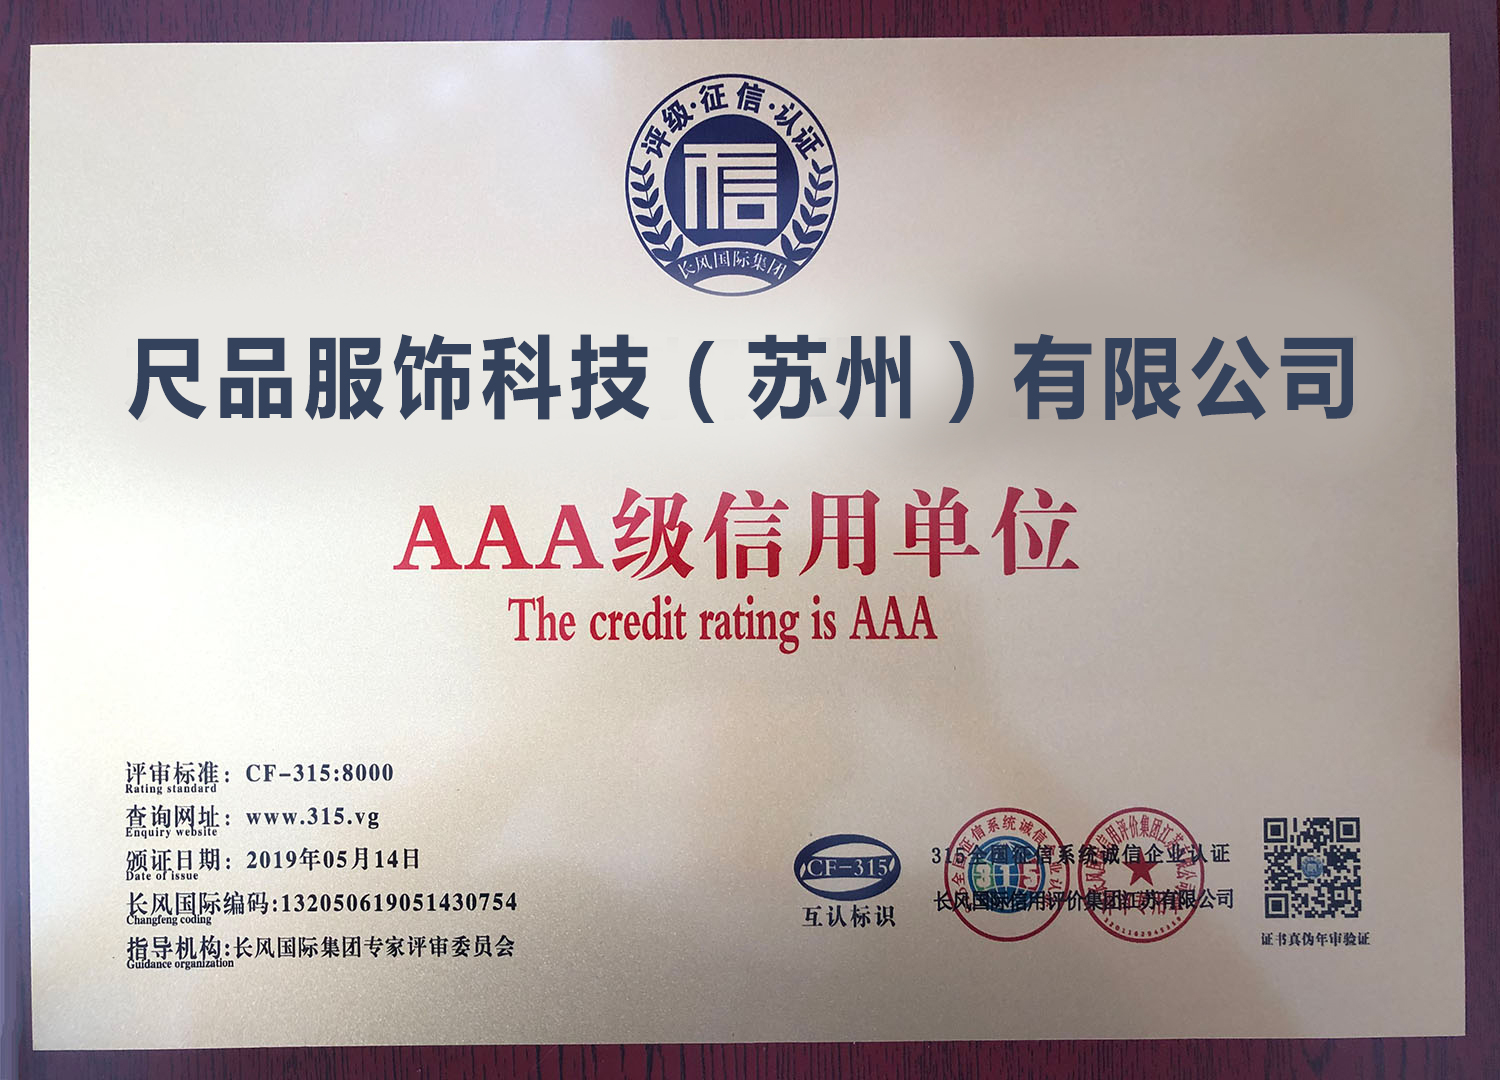 评级·征信·认证
信
长风国际集团
尺品服饰科技（苏州）有限公司
AAA级信用单位
The credit rating is AAA
评审标准：CF-315:8000
Rating standard
查询网址：www.315.vg
Enquiry website
颁证日期：2019年05月14日
Date of issue
长风国际编码:132050619051430754
Changfeng coding
指导机构:长风国际集团专家评审委员会
Guidance organization
CF-315
互认标识
315全国征信系统诚信企业认证
长风国际信用评价集团江苏有限公司
315
证书真伪年审验证